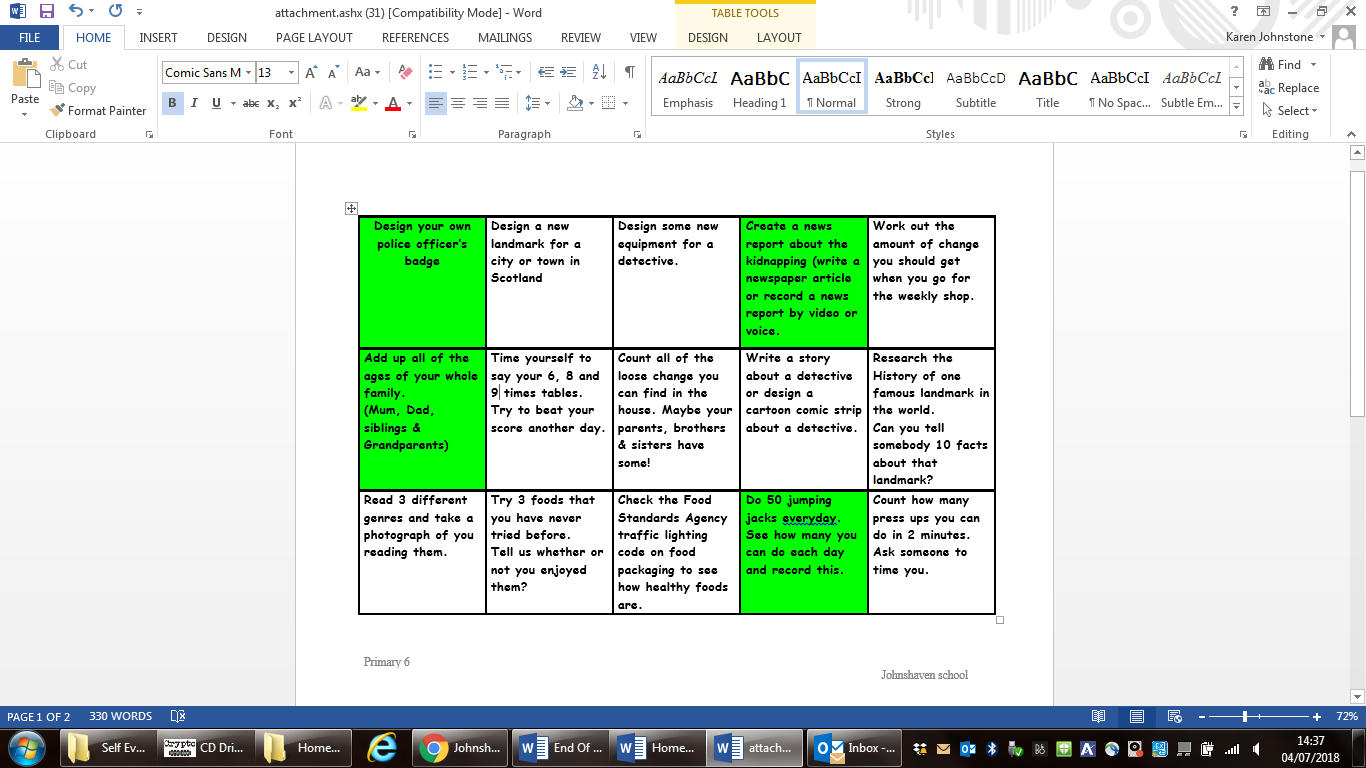 attachment.ashx (31) [Compatibility Mode] - Word
TABLE TOOLS
FILE
HOME
INSERT
DESIGN
PAGE LAYOUT
REFERENCES
MAILINGS
REVIEW
VIEW
DESIGN
LAYOUT
Karen Johnstone
Paste
Cut
Copy
Format Painter
Clipboard
Comic Sans M
13
Font
Paragraph
AaBbCcI
Emphasis
AaBbC
Heading 1
AaBbCcI
¶ Normal
AaBbCcI
Strong
AaBbCcD
Subtitle
AaBbC
Title
AaBbCcI
¶ No Spac...
AaBbCcI
Subtle Em...
Styles
Find
Replace
Select
Editing
Design your own
police officer's
badge
Design a new
landmark for a
city or town in
Scotland
Design some new
equipment for a
detective.
Create a news
report about the
kidnapping (write a
newspaper article
or record a news
report by video or
voice.
Work out the
amount of change
you should get
when you go for
the weekly shop.
Add up all of the
ages of your whole
family.
(Mum, Dad,
siblings &
Grandparents)
Time yourself to
say your 6, 8 and
9 times tables.
Try to beat your
score another day.
Count all of the
loose change you
can find in the
house. Maybe your
parents, brothers
& sisters have
some!
Write a story
about a detective
or design a
cartoon comic strip
about a detective.
Research the
History of one
famous landmark in
the world.
Can you tell
somebody 10 facts
about that
landmark?
Read 3 different
genres and take a
photograph of you
reading them.
Try 3 foods that
you have never
tried before.
Tell us whether or
not you enjoyed
them?
Check the Food
Standards Agency
traffic lighting
code on food
packaging to see
how healthy foods
are.
Do 50 jumping
jacks everyday.
See how many you
can do each day
and record this.
Count how many
press ups you can
do in 2 minutes.
Ask someone to
time you.
Primary 6
Johnshaven school
PAGE 1 OF 2
330 WORDS
72%
Self Ev...
CD Dri...
Home...
Johnsh...
End Of ...
Home...
attach...
Inbox -...
14:37
04/07/2018